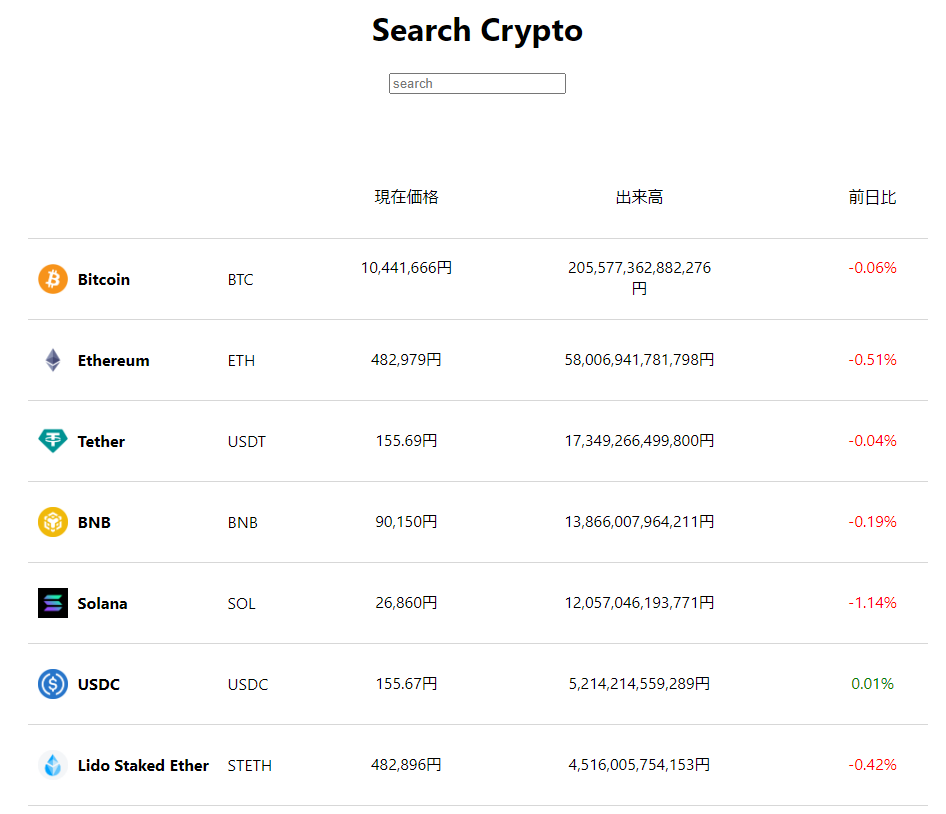 Search Crypto
search
現在価格 出来高 前日比
Bitcoin BTC 10,441,666円 205,577,362,882,276 -0.06%
円
Ethereum ETH 482,979円 58,006,941,781,798円 -0.51%
Tether USDT 155.69円 17,349,266,499,800円 -0.04%
BNB BNB 90,150円 13,866,007,964,211円 -0.19%
Solana SOL 26,860円 12,057,046,193,771円 -1.14%
USDC USDC 155.67円 5,214,214,559,289円 0.01%
Lido Staked Ether STETH 482,896円 4,516,005,754,153円 -0.42%